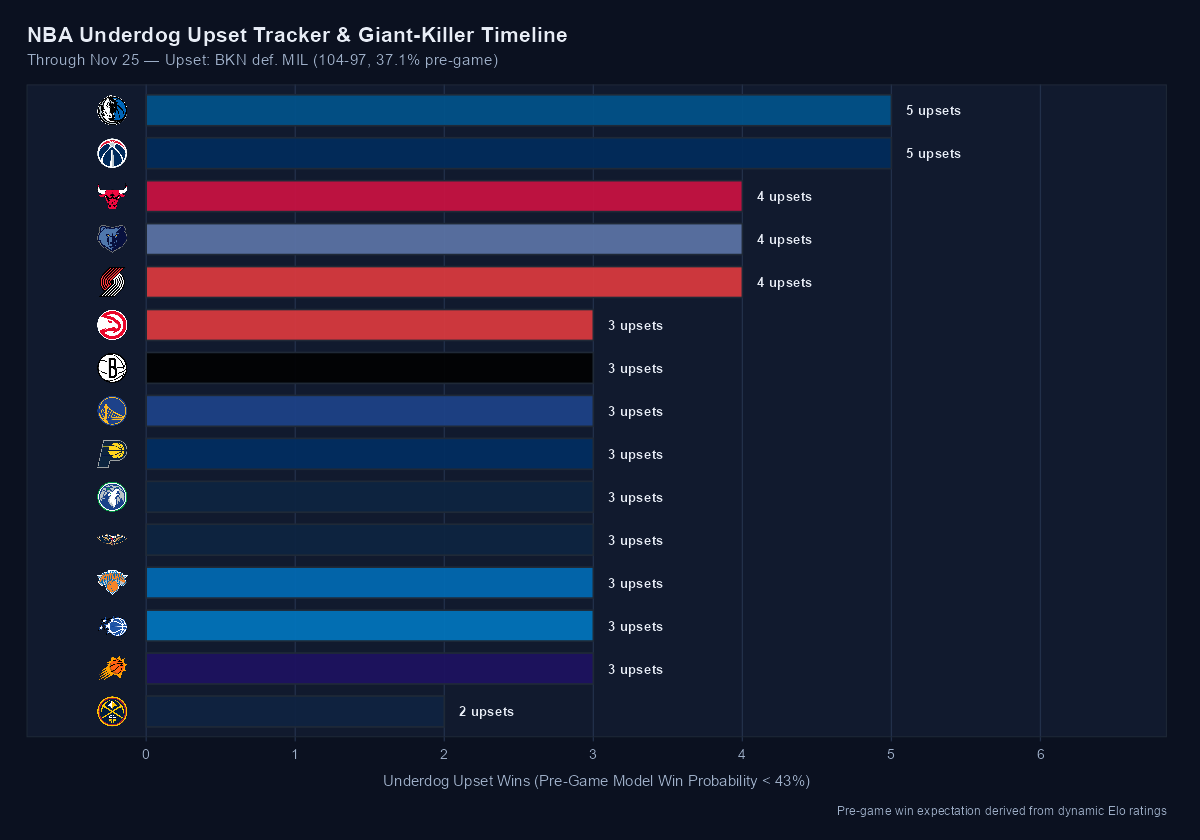 NBA Underdog Upset Tracker & Giant-Killer Timeline
Through Nov 25 — Upset: BKN def. MIL (104-97, 37.1% pre-game)
5 upsets
5 upsets
4 upsets
4 upsets
4 upsets
3 upsets
B
3 upsets
3 upsets
3 upsets
3 upsets
3 upsets
3 upsets
3 upsets
3 upsets
2 upsets
0 1 2 3 4 5 6
Underdog Upset Wins (Pre-Game Model Win Probability < 43%)
Pre-game win expectation derived from dynamic Elo ratings